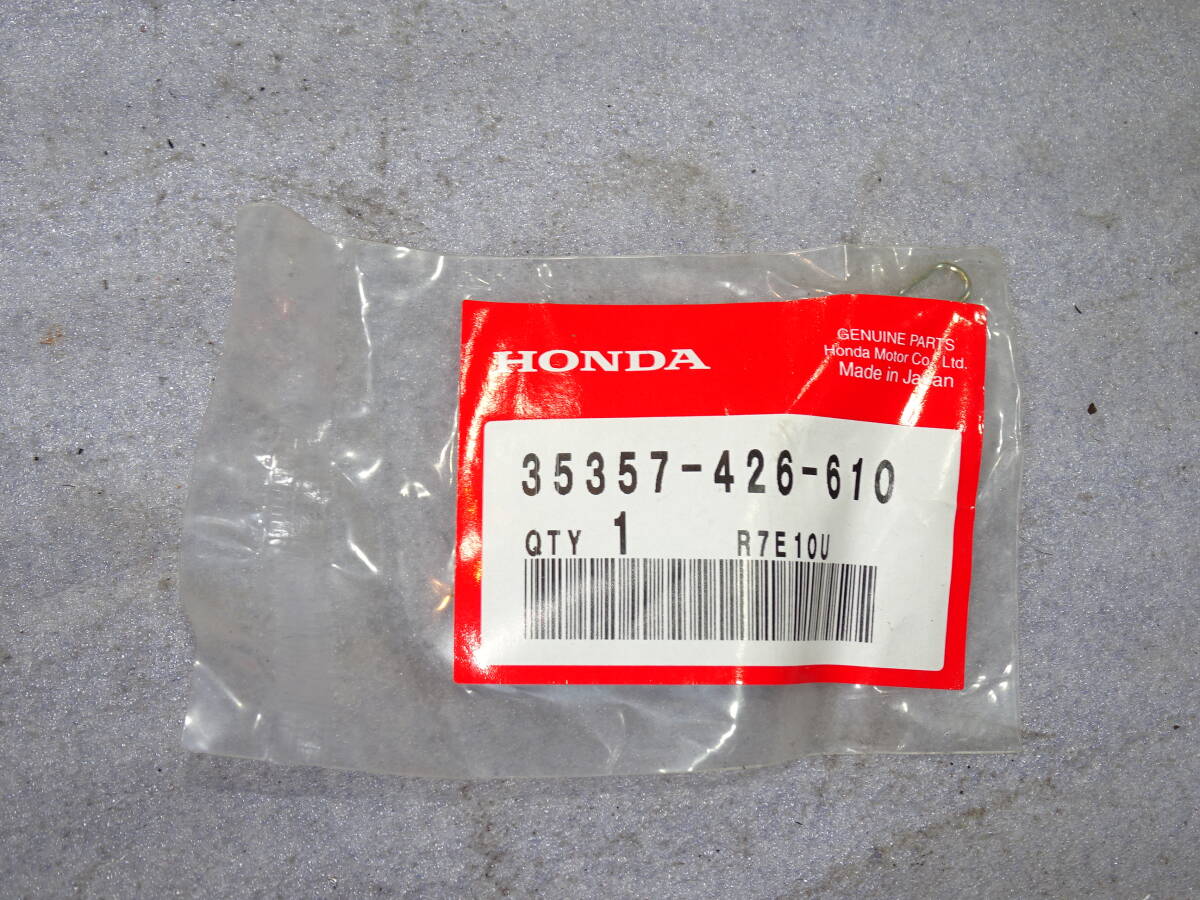 HONDA
GENUINE PARTS
Honda Motor Co., Ltd.
Made in Japan
35357-426-610
QTY 1 R7E10U